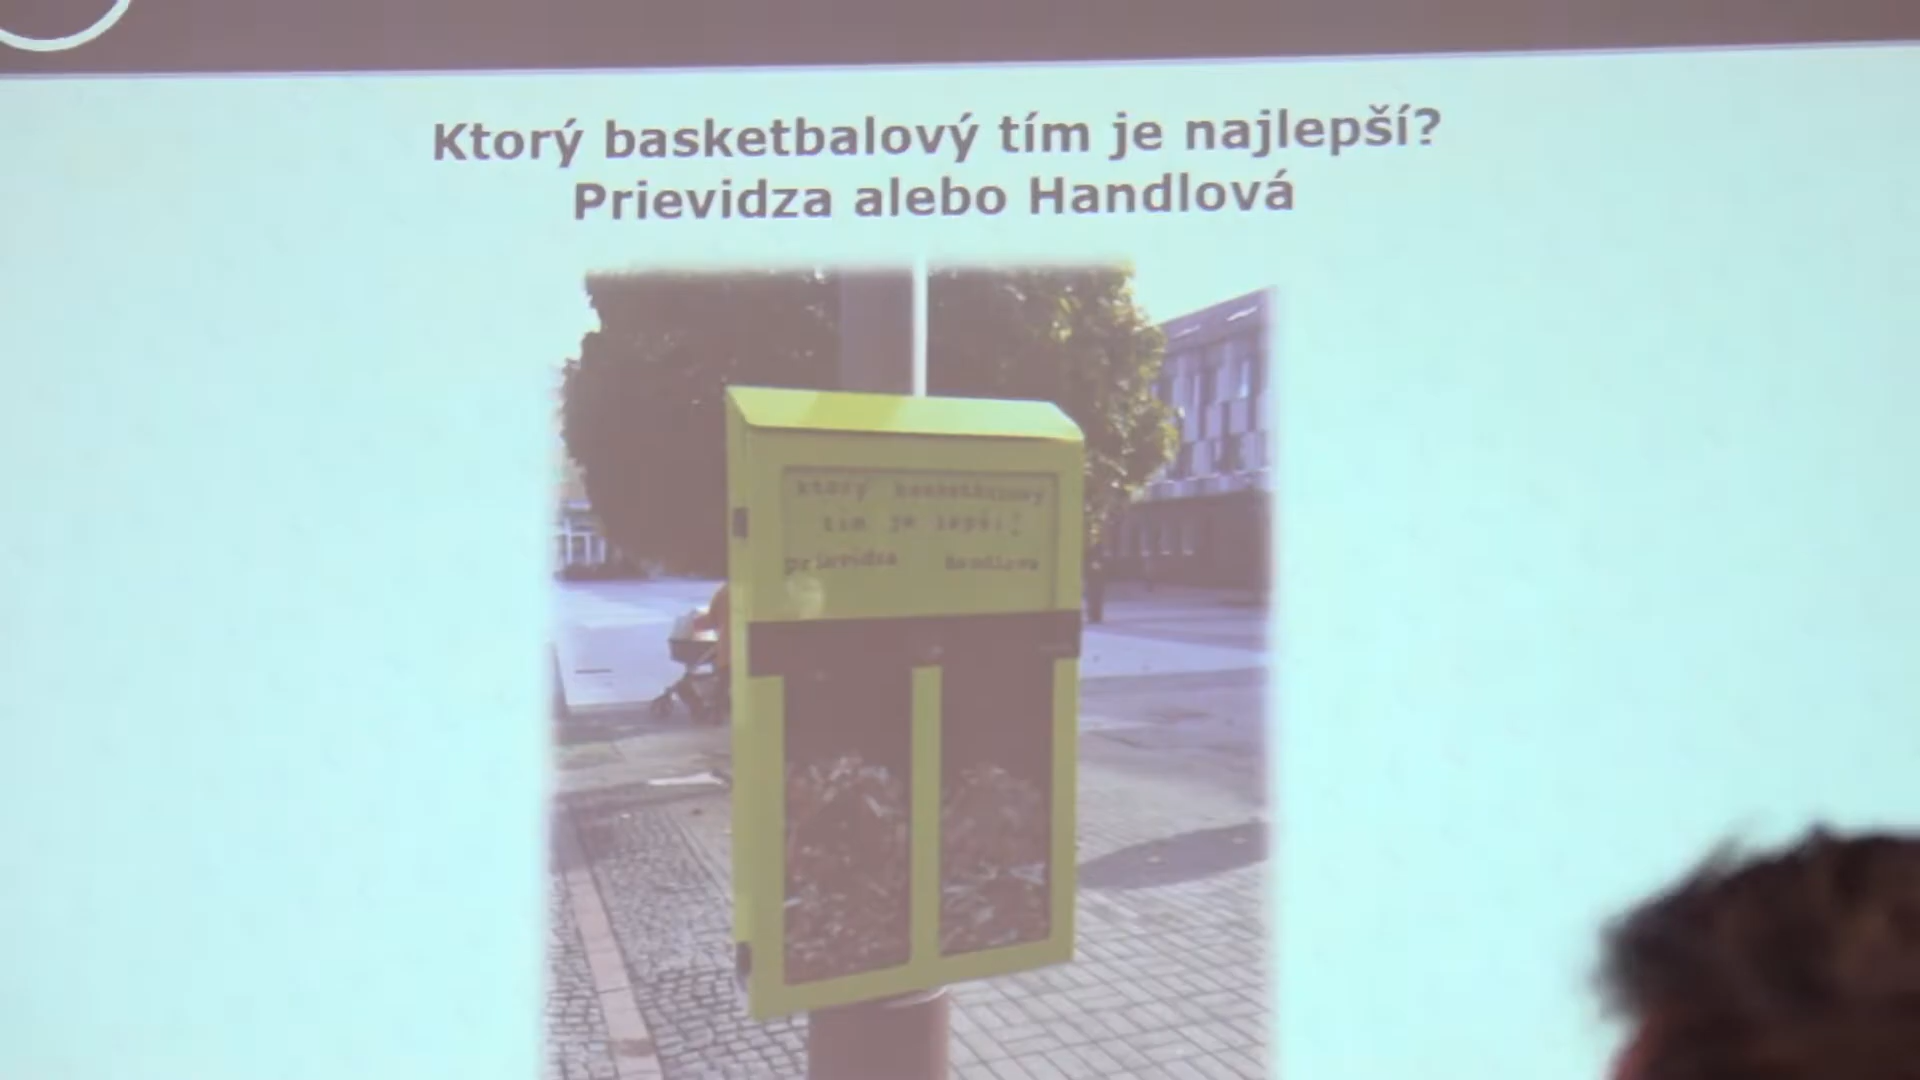 Ktorý basketbalový tím je najlepší?
Prievidza alebo Handlová
ktorý basketbalový
tím je lepší?
prievidza handlova